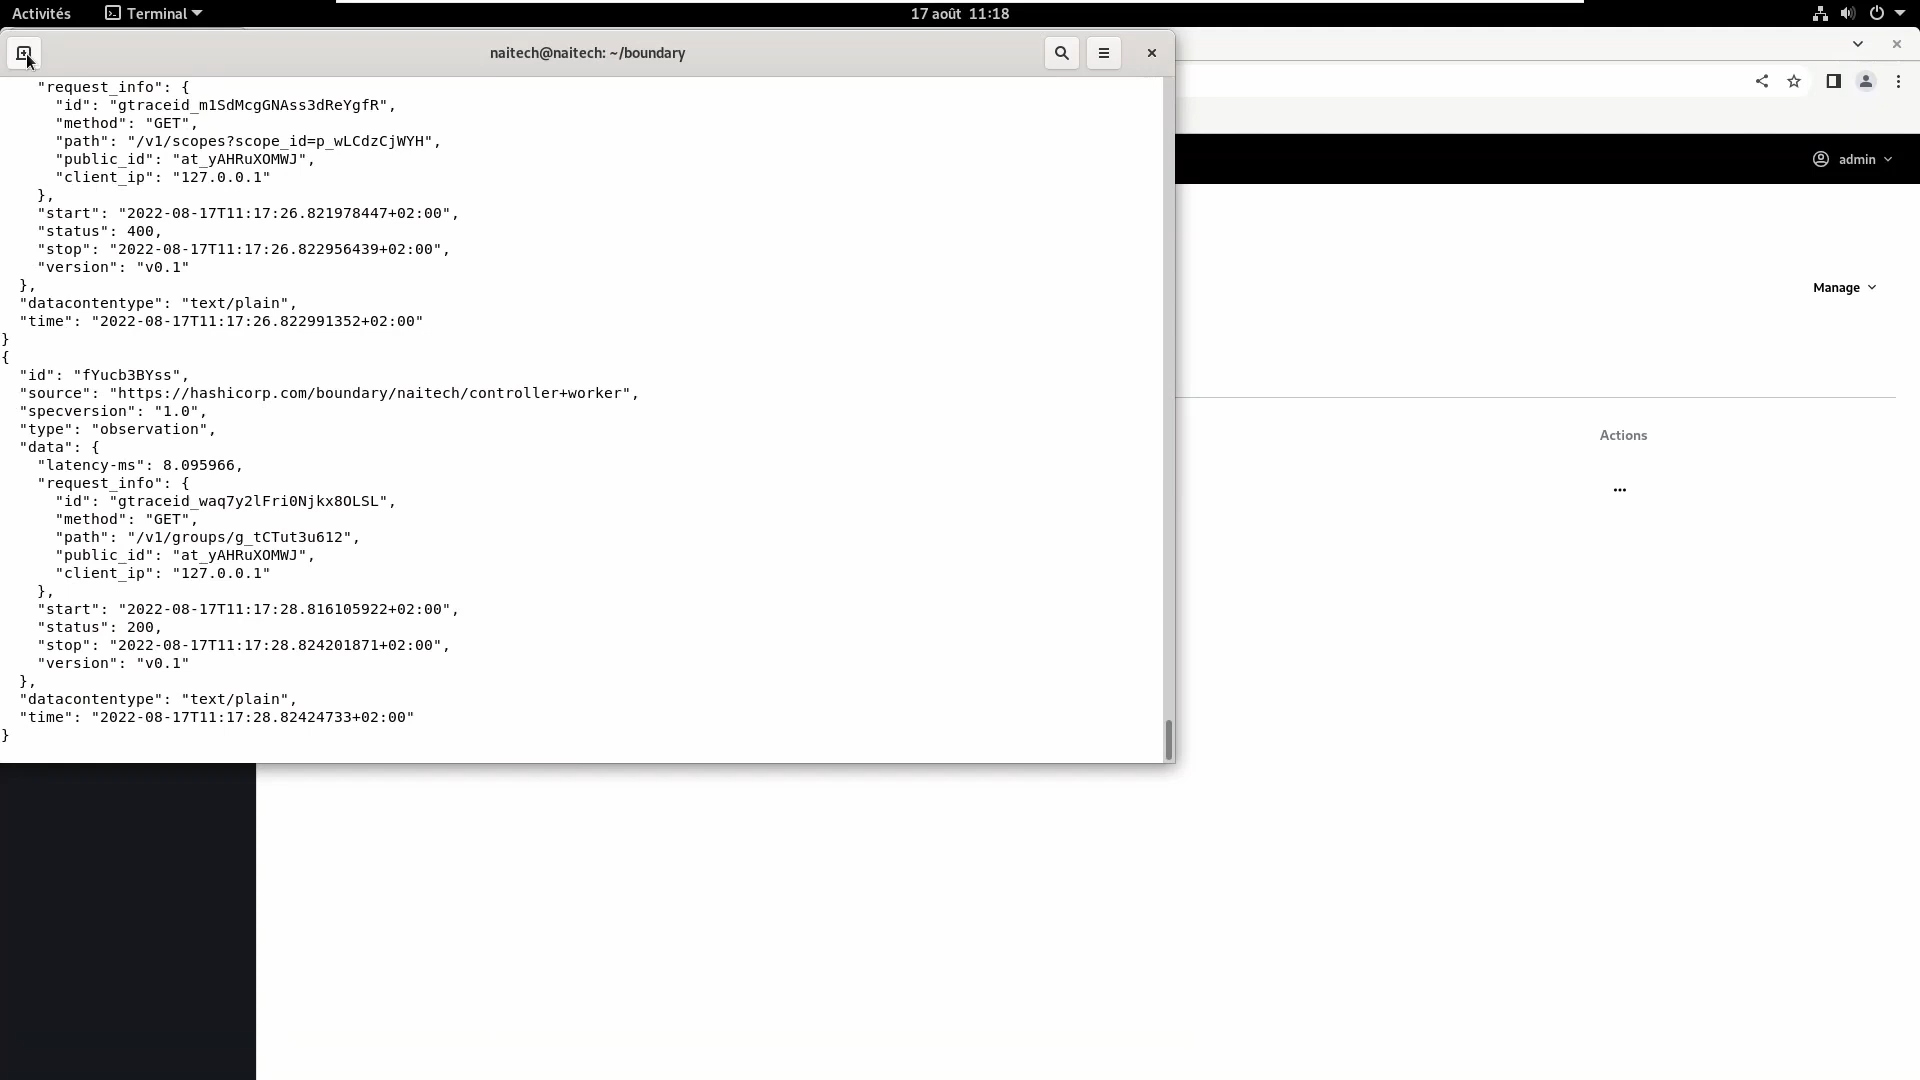 Activités
Terminal
17 août 11:18
naitech@naitech: ~/boundary
"request_info": {
"id": "gtraceid_m1SdMcgGNAss3dReYgfR",
"method": "GET",
"path": "/v1/scopes?scope_id=p_wLCdzCjWYH",
"public_id": "at_yAHRuXOMWJ",
"client_ip": "127.0.0.1"
},
"start": "2022-08-17T11:17:26.821978447+02:00",
"status": 400,
"stop": "2022-08-17T11:17:26.822956439+02:00",
"version": "v0.1"
},
"datacontentype": "text/plain",
"time": "2022-08-17T11:17:26.822991352+02:00"
}
{
"id": "fYucb3BYss",
"source": "https://hashicorp.com/boundary/naitech/controller+worker",
"specversion": "1.0",
"type": "observation",
"data": {
"latency-ms": 8.095966,
"request_info": {
"id": "gtraceid_waq7y2lFri0Njkx8OLSL",
"method": "GET",
"path": "/v1/groups/g_tCTut3u612",
"public_id": "at_yAHRuXOMWJ",
"client_ip": "127.0.0.1"
},
"start": "2022-08-17T11:17:28.816105922+02:00",
"status": 200,
"stop": "2022-08-17T11:17:28.824201871+02:00",
"version": "v0.1"
},
"datacontentype": "text/plain",
"time": "2022-08-17T11:17:28.82424733+02:00"
}
admin
Manage
Actions